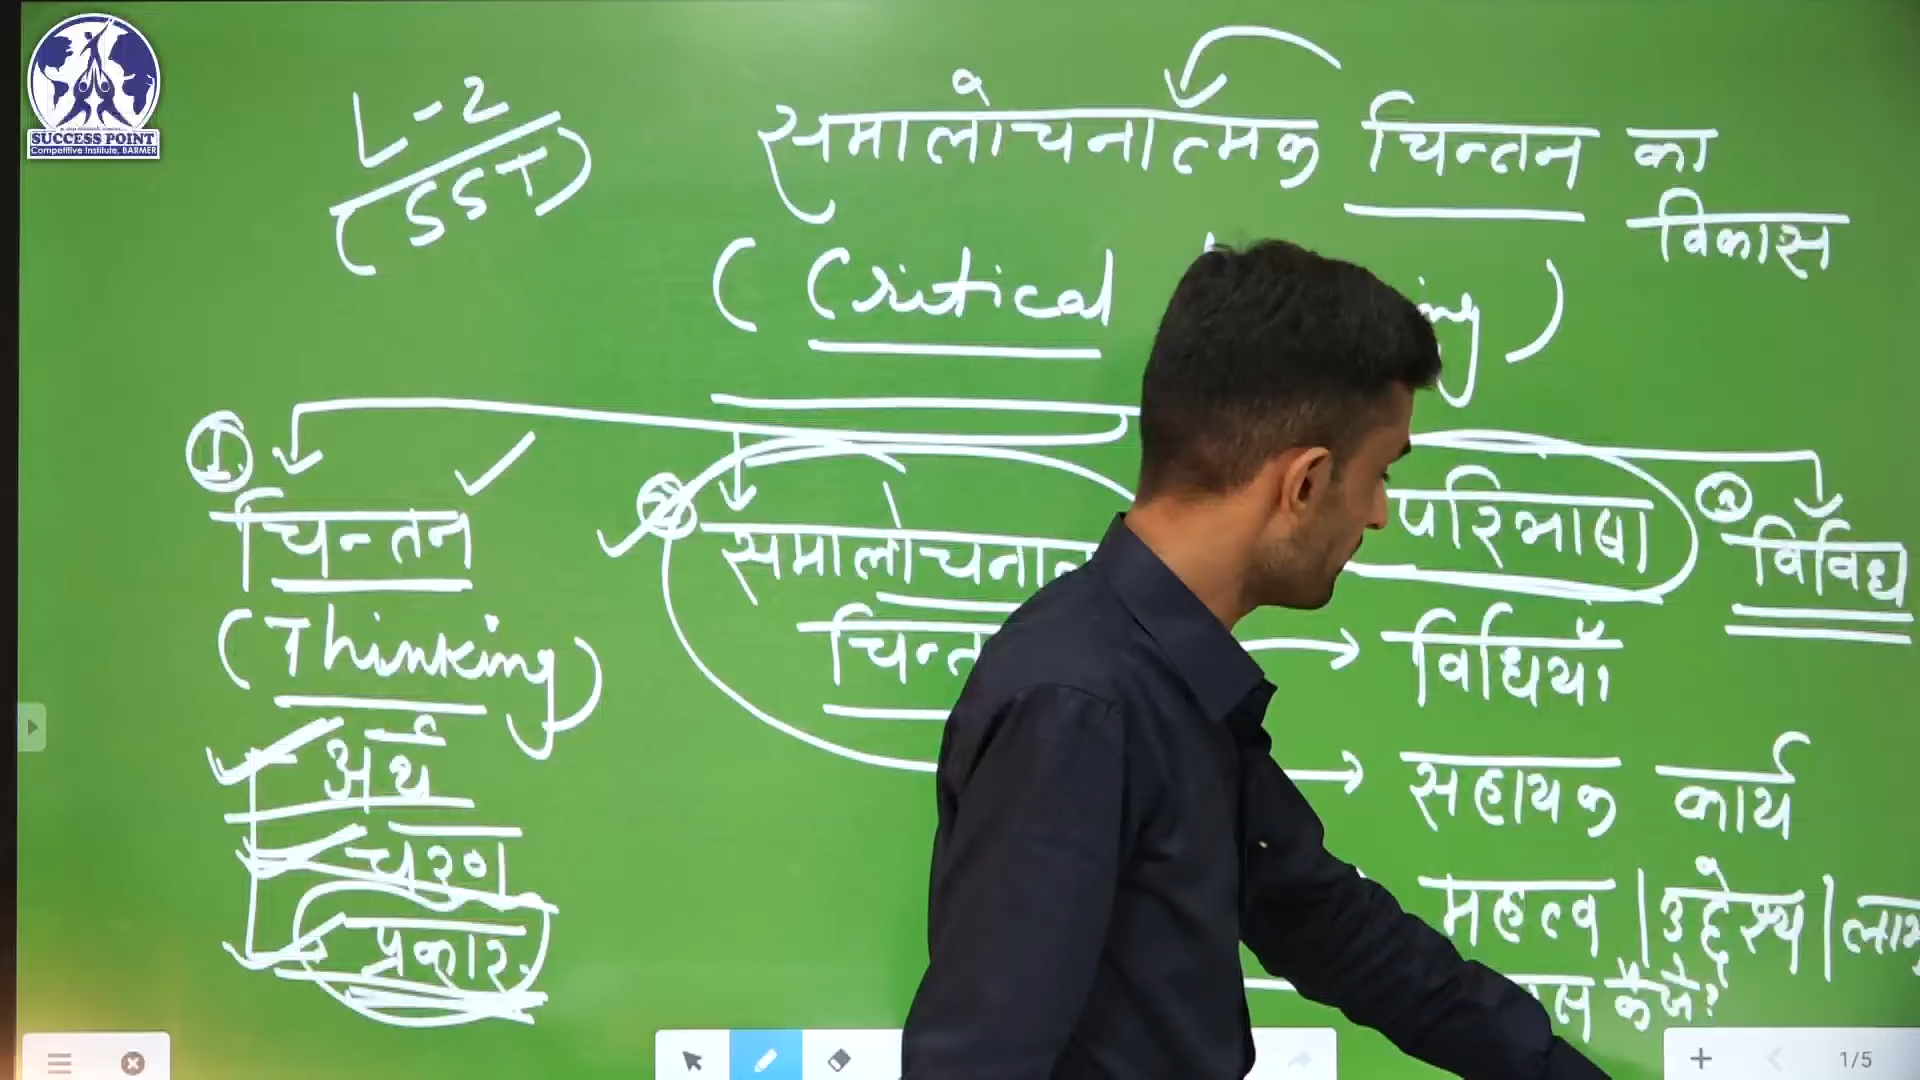 SUCCESS POINT
Competitive Institute, BARMER
L-2
(SST)
समालोचनात्मक चिन्तन का
विकास
(Critical )
1
चिन्तन
(Thinking)
अर्थ
चरण
प्रकार
समालोचनात
परिभाषा
3
विविध
विधियाँ
सहायक कार्य
महत्व | उद्देश्य |
कैसे?
1/5